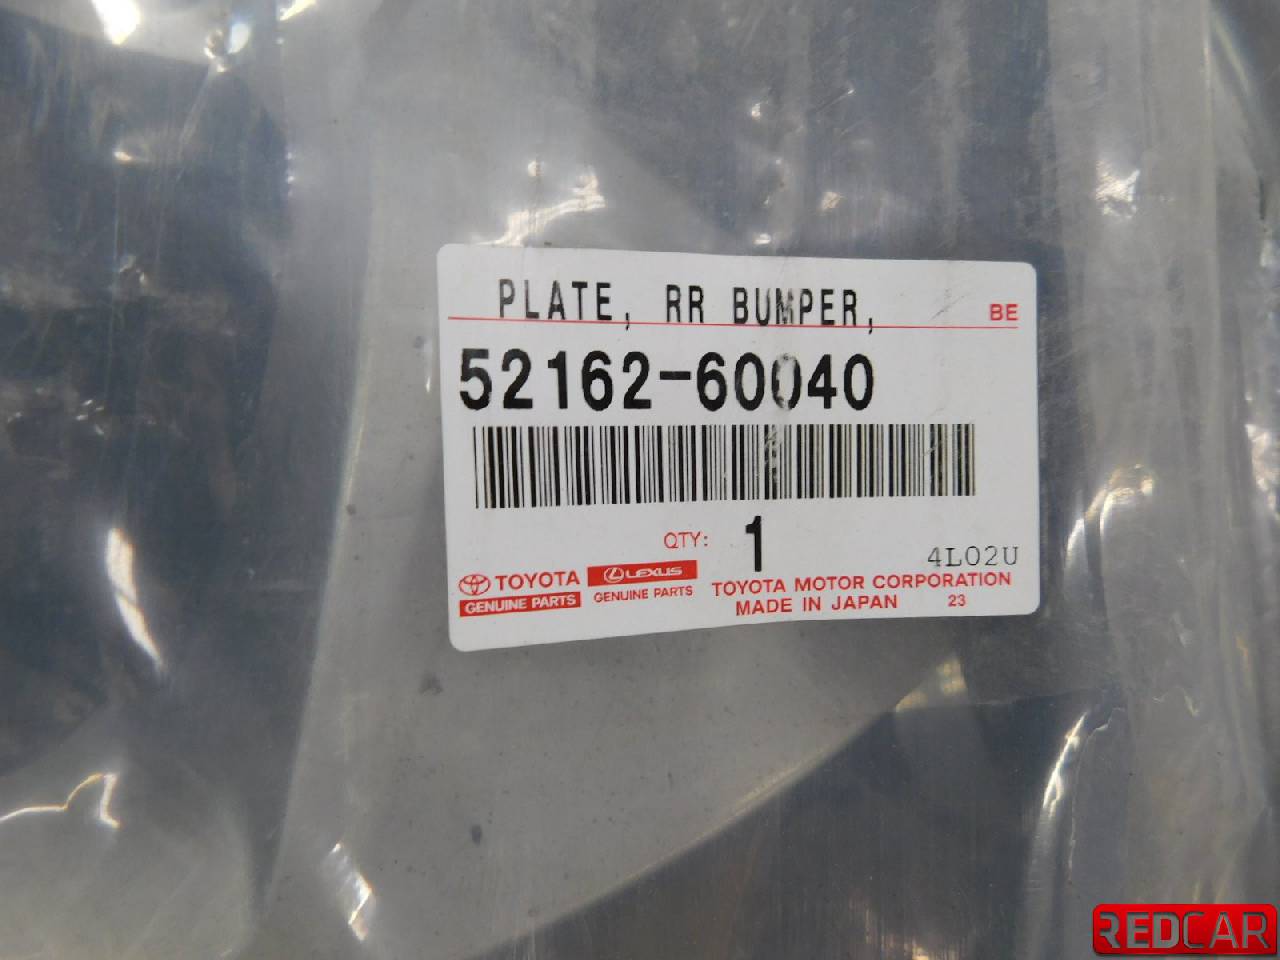 PLATE, RR BUMPER,
BE
52162-60040
QTY: 1
4L02U
TOYOTA
GENUINE PARTS
LEXUS
GENUINE PARTS
TOYOTA MOTOR CORPORATION
MADE IN JAPAN 23
REDCAR